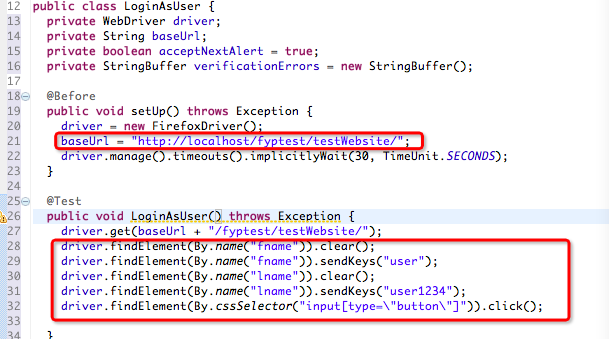 12 public class LoginAsUser {
13 private WebDriver driver;
14 private String baseUrl;
15 private boolean acceptNextAlert = true;
16 private StringBuffer verificationErrors = new StringBuffer();
17
18 @Before
19 public void setUp() throws Exception {
20 driver = new FirefoxDriver();
21 baseUrl = "http://localhost/fyptest/testWebsite/";
22 driver.manage().timeouts().implicitlyWait(30, TimeUnit.SECONDS);
23 }
24
25 @Test
26 public void LoginAsUser() throws Exception {
27 driver.get(baseUrl + "/fyptest/testWebsite/");
28 driver.findElement(By.name("fname")).clear();
29 driver.findElement(By.name("fname")).sendKeys("user");
30 driver.findElement(By.name("lname")).clear();
31 driver.findElement(By.name("lname")).sendKeys("user1234");
32 driver.findElement(By.cssSelector("input[type=\"button\"]")).click();
33
34 }